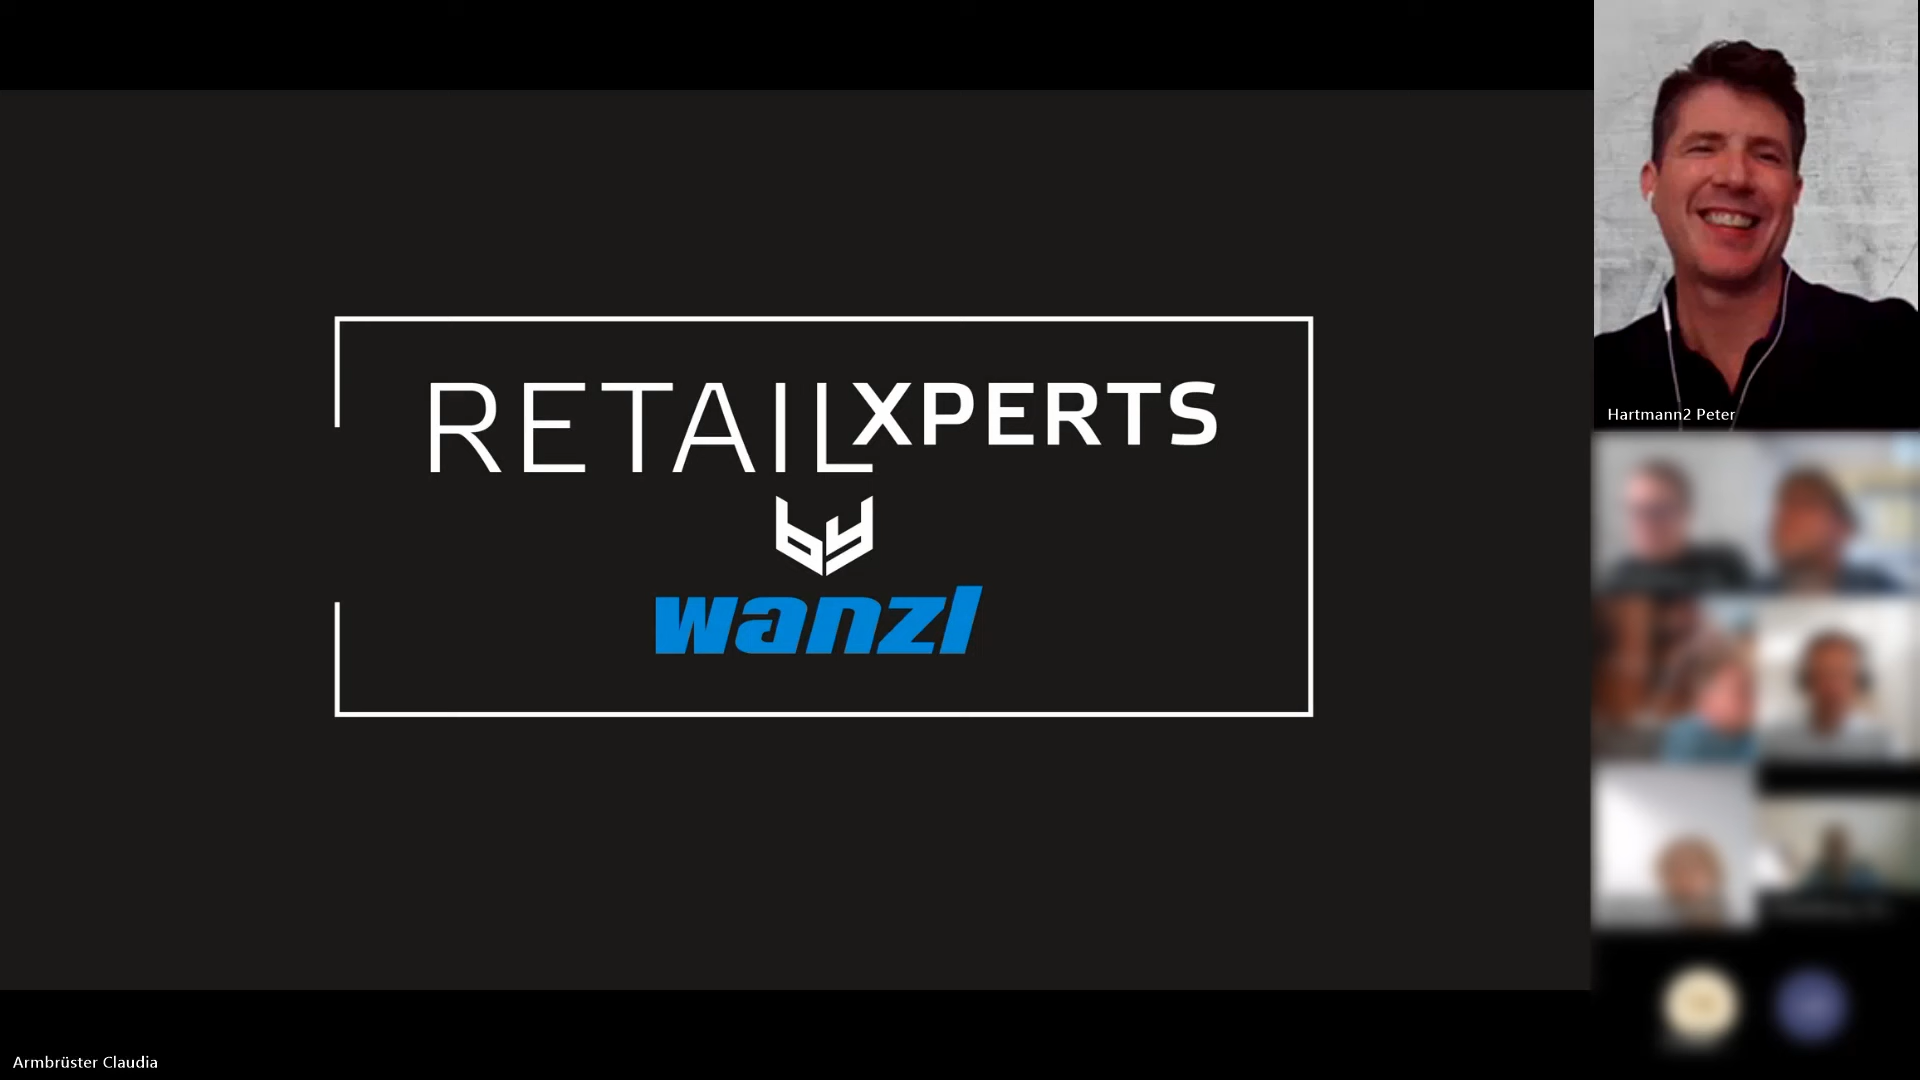 RETAILXPERTS
by
wanzl
Hartmann2 Peter
Armbrüster Claudia